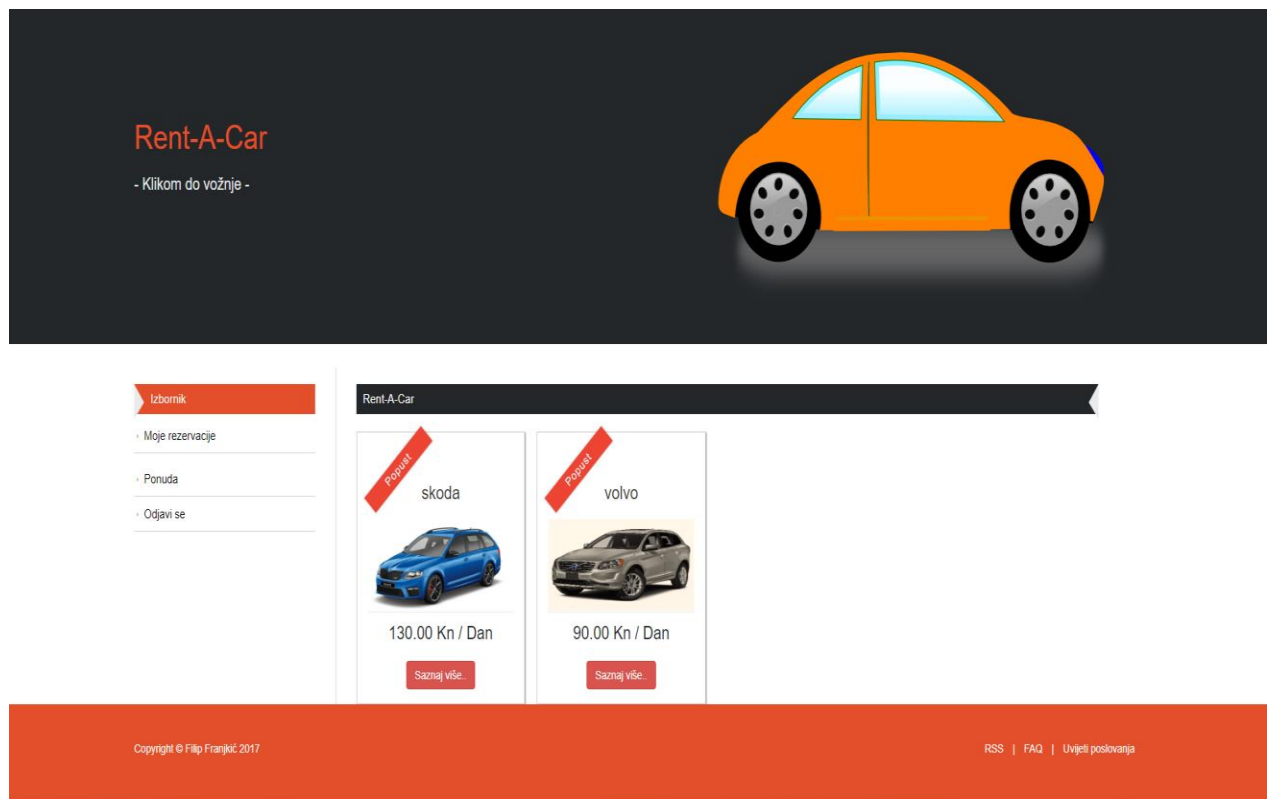 Rent-A-Car
- Klikom do vožnje -
Izbornik
Moje rezervacije
Ponuda
Odjavi se
Rent-A-Car
Popust
skoda
130.00 Kn / Dan
Saznaj više..
Popust
volvo
90.00 Kn / Dan
Saznaj više..
Copyright © Filip Franjkić 2017
RSS | FAQ | Uvijeti poslovanja